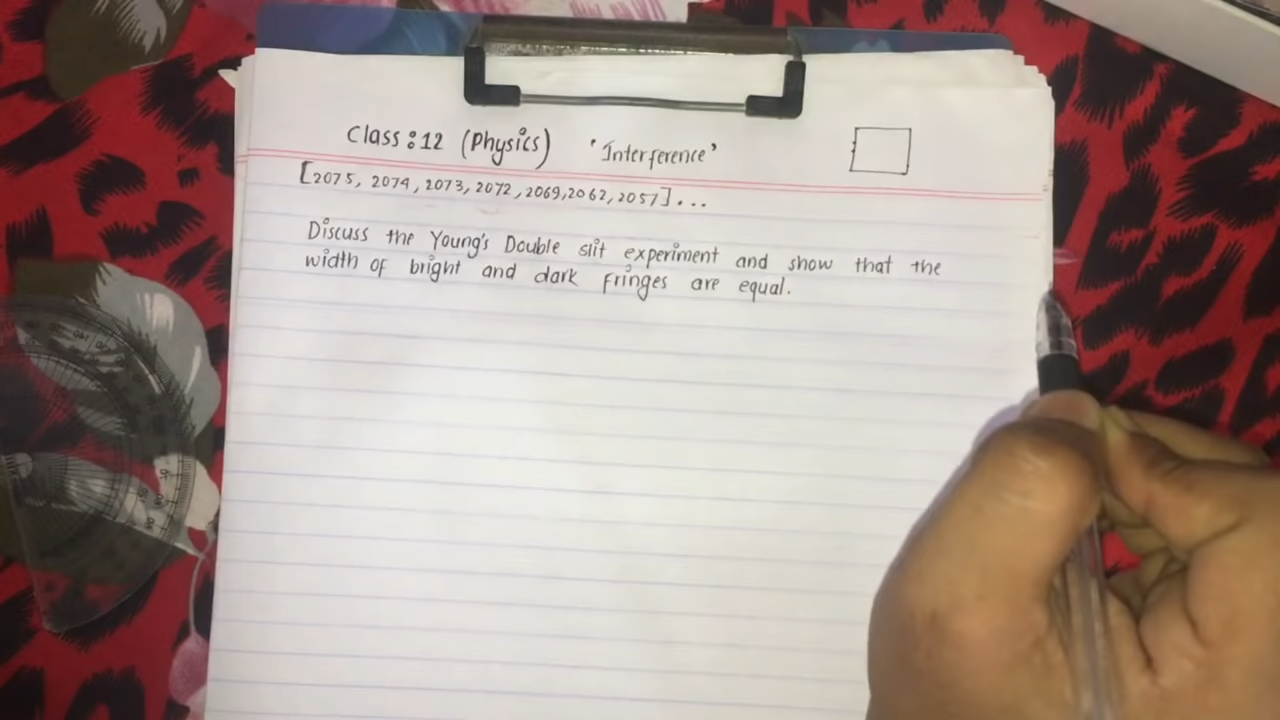 Class:12 (Physics) 'Interference'
[2075, 2074, 2073, 2072, 2069, 2062, 2057]...
Discuss the Young's Double slit experiment and show that the
width of bright and dark fringes are equal.